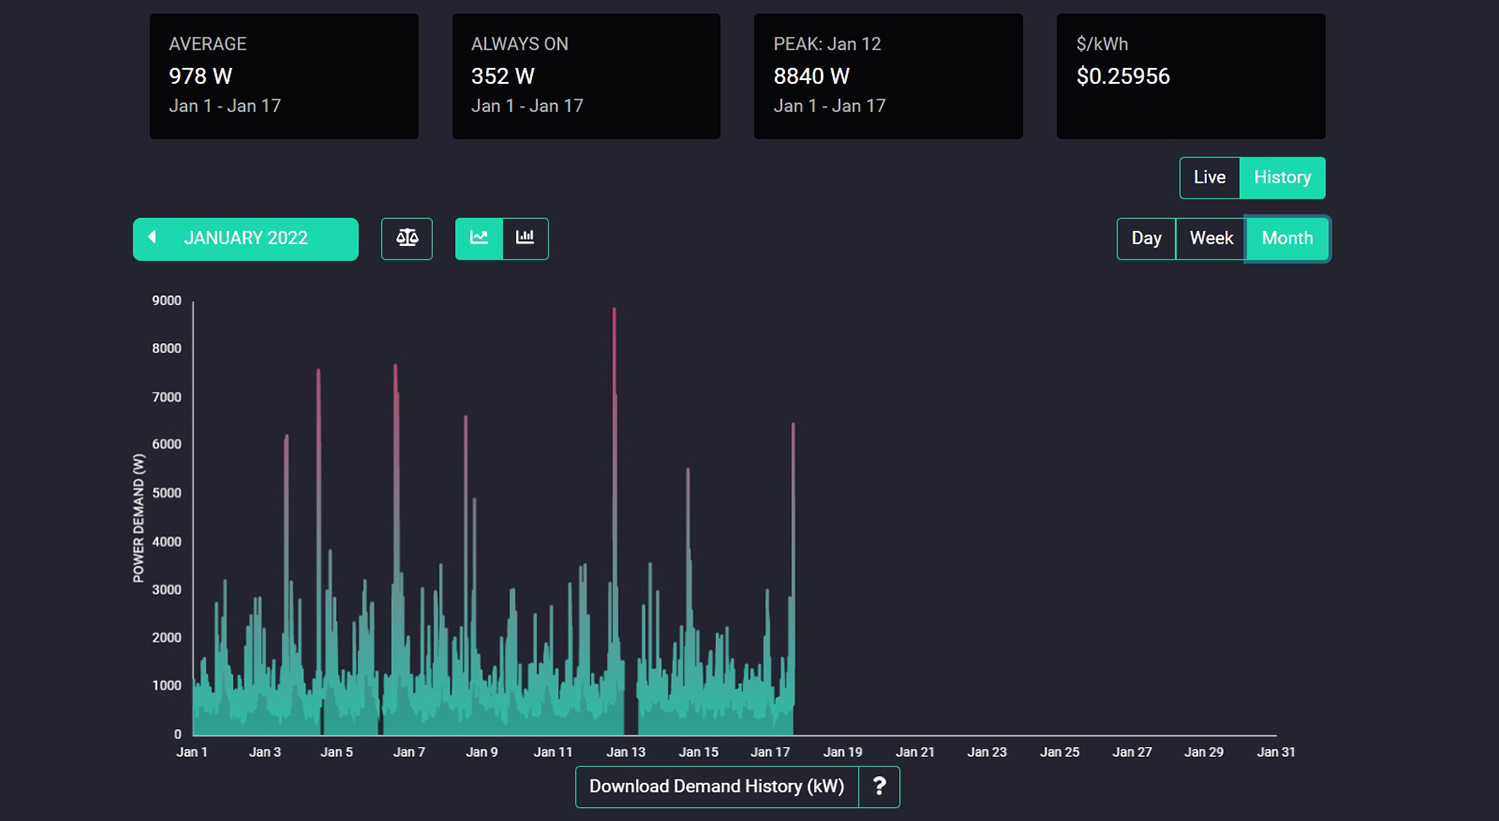 AVERAGE
978 W
Jan 1 - Jan 17
ALWAYS ON
352 W
Jan 1 - Jan 17
PEAK: Jan 12
8840 W
Jan 1 - Jan 17
$/kWh
$0.25956
Live
History
JANUARY 2022
Day
Week
Month
POWER DEMAND (W)
9000
8000
7000
6000
5000
4000
3000
2000
1000
0
Jan 1
Jan 3
Jan 5
Jan 7
Jan 9
Jan 11
Jan 13
Jan 15
Jan 17
Jan 19
Jan 21
Jan 23
Jan 25
Jan 27
Jan 29
Jan 31
Download Demand History (kW)
?